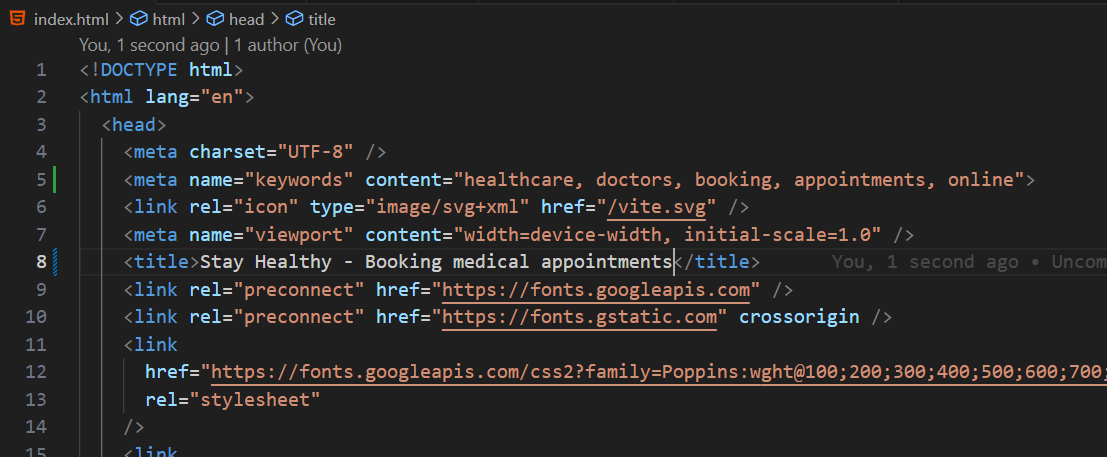 index.html > html > head > title
You, 1 second ago | 1 author (You)
1 <!DOCTYPE html>
2 <html lang="en">
3 <head>
4 <meta charset="UTF-8" />
5 <meta name="keywords" content="healthcare, doctors, booking, appointments, online">
6 <link rel="icon" type="image/svg+xml" href="/vite.svg" />
7 <meta name="viewport" content="width=device-width, initial-scale=1.0" />
8 <title>Stay Healthy - Booking medical appointments</title> You, 1 second ago • Uncom
9 <link rel="preconnect" href="https://fonts.googleapis.com" />
10 <link rel="preconnect" href="https://fonts.gstatic.com" crossorigin />
11 <link
12 href="https://fonts.googleapis.com/css2?family=Poppins:wght@100;200;300;400;500;600;700;
13 rel="stylesheet"
14 />
15 <link